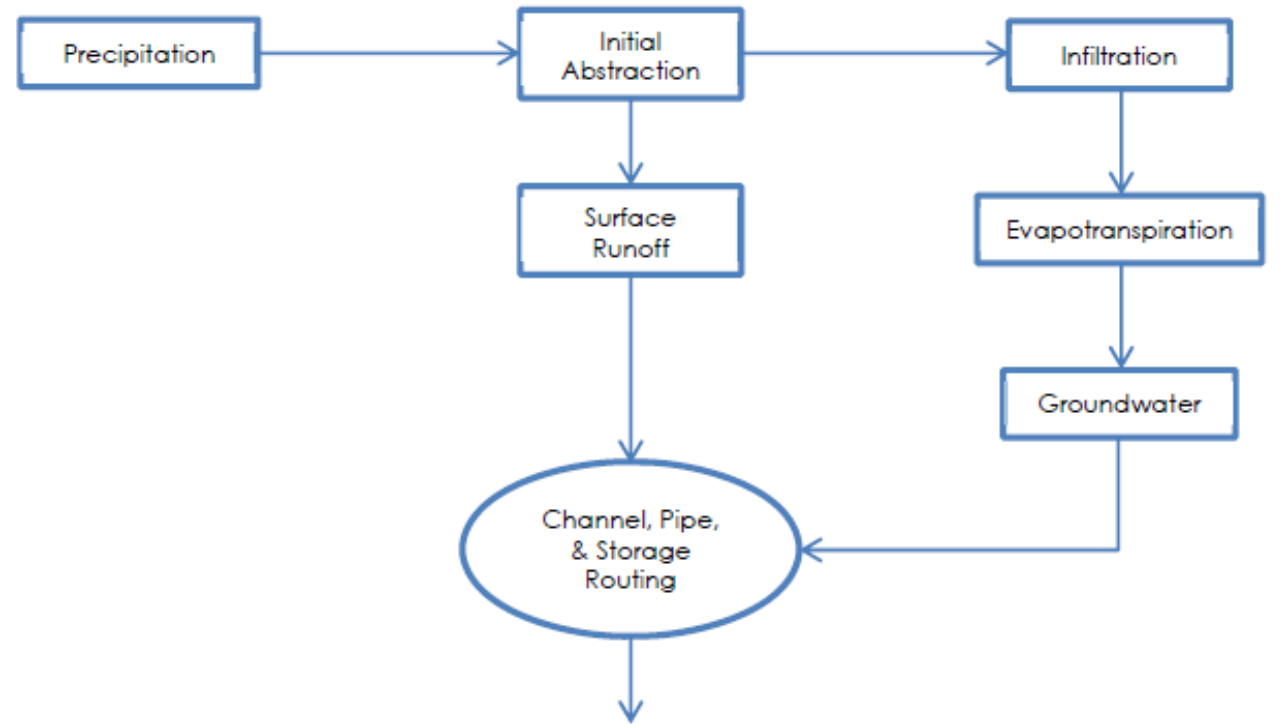 Precipitation
Initial
Abstraction
Infiltration
Surface
Runoff
Evapotranspiration
Groundwater
Channel, Pipe,
& Storage
Routing